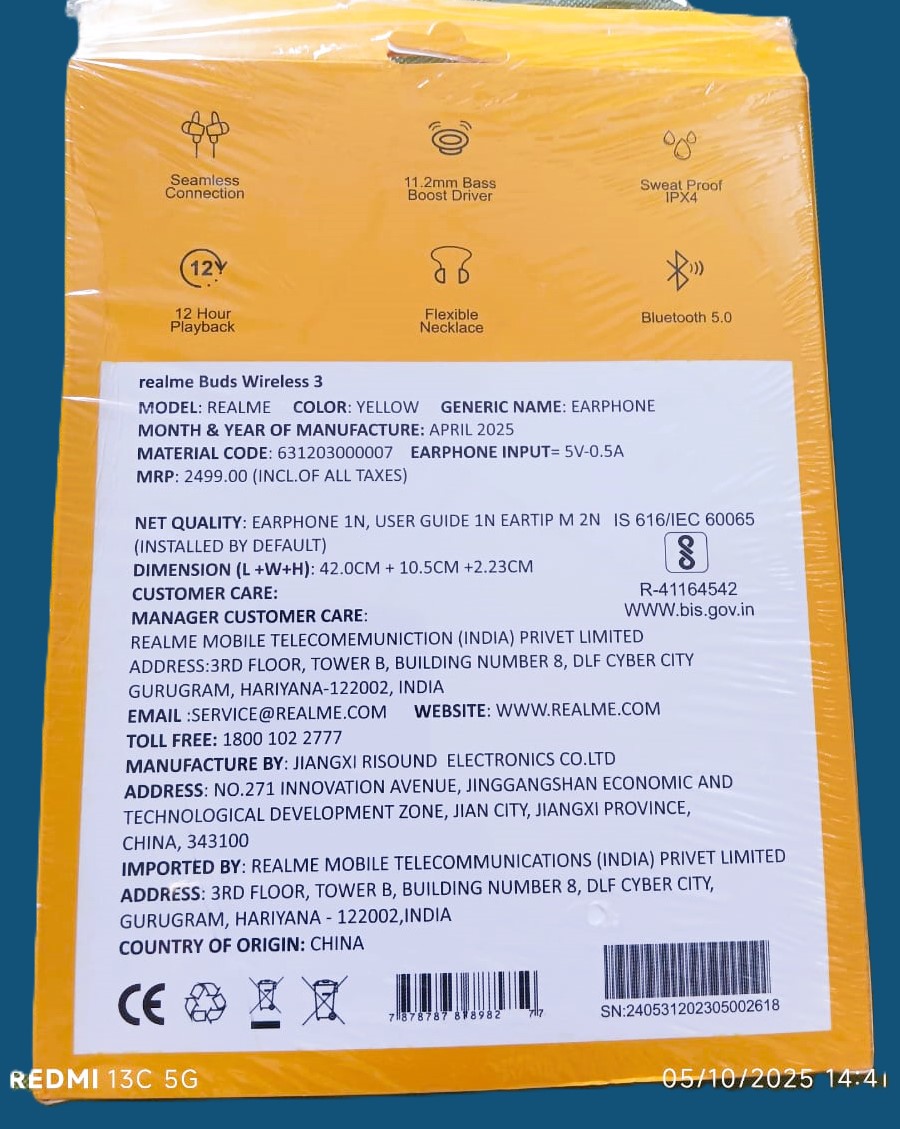 Seamless
Connection
11.2mm Bass
Boost Driver
Sweat Proof
IPX4
12
12 Hour
Playback
Flexible
Necklace
Bluetooth 5.0
realme Buds Wireless 3
MODEL: REALME COLOR: YELLOW GENERIC NAME: EARPHONE
MONTH & YEAR OF MANUFACTURE: APRIL 2025
MATERIAL CODE: 631203000007 EARPHONE INPUT= 5V-0.5A
MRP: 2499.00 (INCL.OF ALL TAXES)
NET QUALITY: EARPHONE 1N, USER GUIDE 1N EARTIP M 2N
(INSTALLED BY DEFAULT)
IS 616/IEC 60065
R-41164542
WWW.bis.gov.in
DIMENSION (L +W+H): 42.0CM + 10.5CM +2.23CM
CUSTOMER CARE:
MANAGER CUSTOMER CARE:
REALME MOBILE TELECOMEMUNICTION (INDIA) PRIVET LIMITED
ADDRESS:3RD FLOOR, TOWER B, BUILDING NUMBER 8, DLF CYBER CITY
GURUGRAM, HARIYANA-122002, INDIA
EMAIL :SERVICE@REALME.COM WEBSITE: WWW.REALME.COM
TOLL FREE: 1800 102 2777
MANUFACTURE BY: JIANGXI RISOUND ELECTRONICS CO.LTD
ADDRESS: NO.271 INNOVATION AVENUE, JINGGANGSHAN ECONOMIC AND
TECHNOLOGICAL DEVELOPMENT ZONE, JIAN CITY, JIANGXI PROVINCE,
CHINA, 343100
IMPORTED BY: REALME MOBILE TELECOMMUNICATIONS (INDIA) PRIVET LIMITED
ADDRESS: 3RD FLOOR, TOWER B, BUILDING NUMBER 8, DLF CYBER CITY,
GURUGRAM, HARIYANA - 122002,INDIA
COUNTRY OF ORIGIN: CHINA
CE
SN:240531202305002618
REDMI 13C 5G
05/10/2025